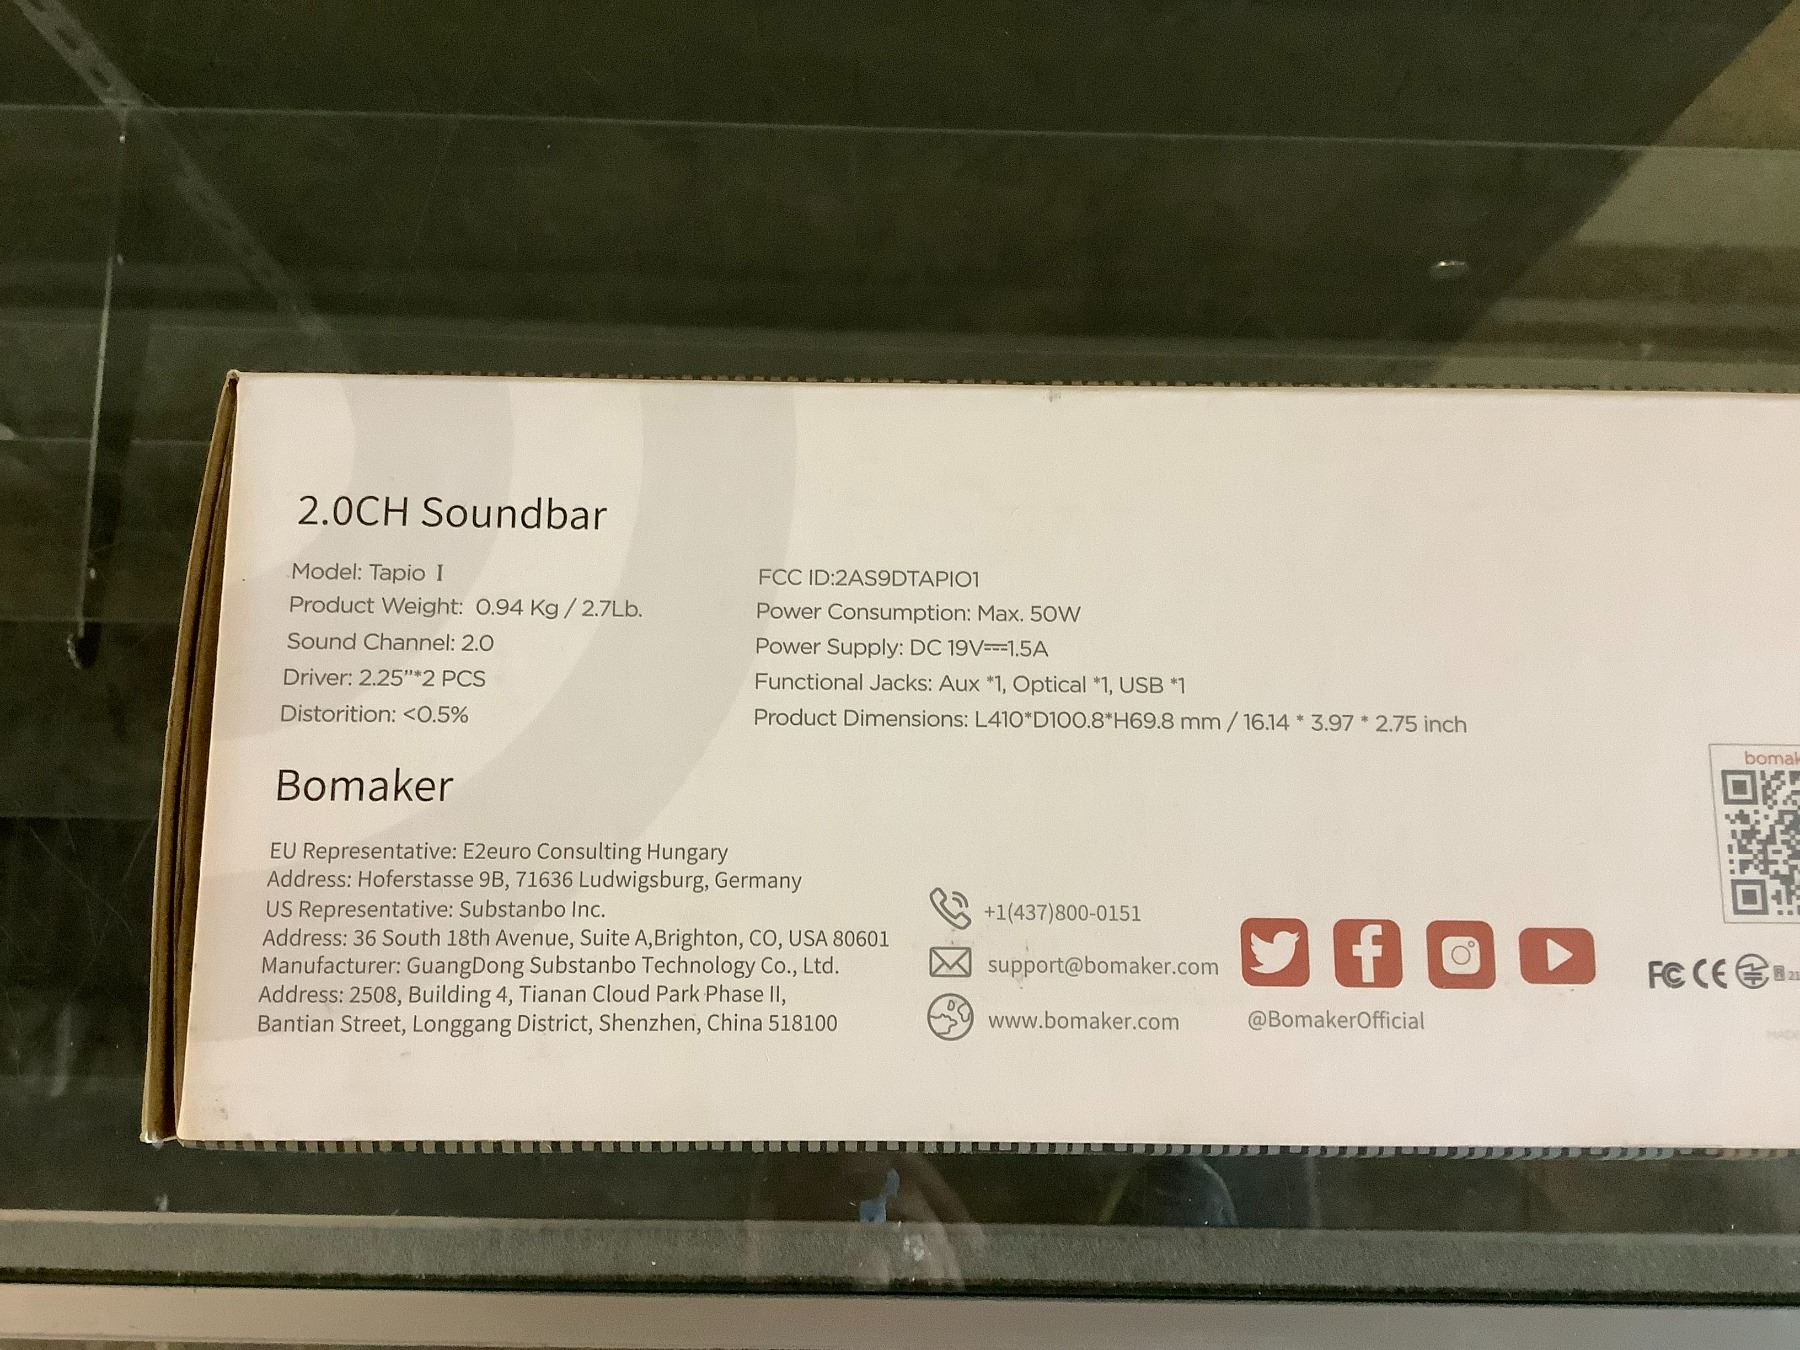 2.0CH Soundbar
Model: Tapio I
Product Weight: 0.94 Kg / 2.7Lb.
Sound Channel: 2.0
Driver: 2.25"*2 PCS
Distorition: <0.5%
FCC ID:2AS9DTAPIO1
Power Consumption: Max. 50W
Power Supply: DC 19V⎓1.5A
Functional Jacks: Aux *1, Optical *1, USB *1
Product Dimensions: L410*D100.8*H69.8 mm / 16.14 * 3.97 * 2.75 inch
Bomaker
EU Representative: E2euro Consulting Hungary
Address: Hoferstasse 9B, 71636 Ludwigsburg, Germany
US Representative: Substanbo Inc.
Address: 36 South 18th Avenue, Suite A,Brighton, CO, USA 80601
Manufacturer: GuangDong Substanbo Technology Co., Ltd.
Address: 2508, Building 4, Tianan Cloud Park Phase II,
Bantian Street, Longgang District, Shenzhen, China 518100
+1(437)800-0151
support@bomaker.com
www.bomaker.com
@BomakerOfficial
bomak
FC CE